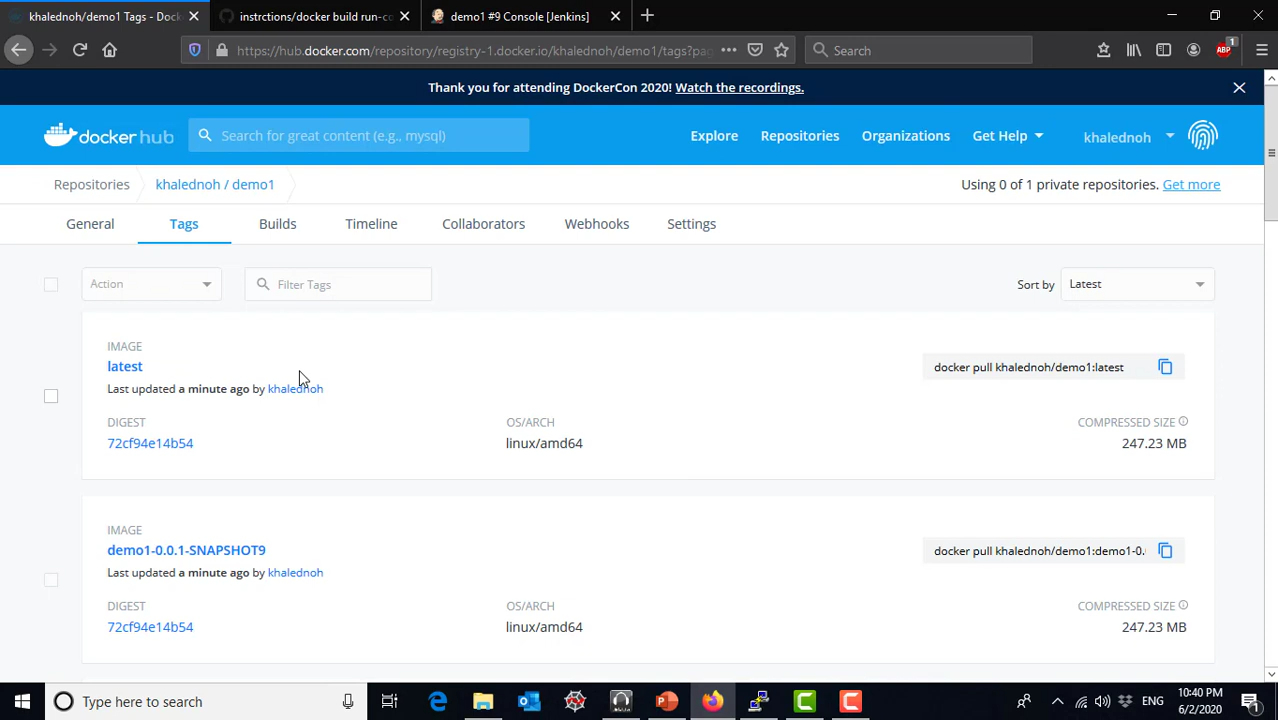 khalednoh/demo1 Tags - Dock
instrctions/docker build run-co
demo1 #9 Console [Jenkins]
https://hub.docker.com/repository/registry-1.docker.io/khalednoh/demo1/tags?pag
Search
ABP
1
Thank you for attending DockerCon 2020! Watch the recordings.
docker hub
Search for great content (e.g., mysql)
Explore
Repositories
Organizations
Get Help
khalednoh
Repositories
khalednoh / demo1
Using 0 of 1 private repositories. Get more
General
Tags
Builds
Timeline
Collaborators
Webhooks
Settings
Action
Filter Tags
Sort by
Latest
IMAGE
latest
Last updated a minute ago by khalednoh
docker pull khalednoh/demo1:latest
DIGEST
OS/ARCH
COMPRESSED SIZE
72cf94e14b54
linux/amd64
247.23 MB
IMAGE
demo1-0.0.1-SNAPSHOT9
Last updated a minute ago by khalednoh
docker pull khalednoh/demo1:demo1-0.
DIGEST
OS/ARCH
COMPRESSED SIZE
72cf94e14b54
linux/amd64
247.23 MB
Type here to search
ENG
10:40 PM
6/2/2020
1